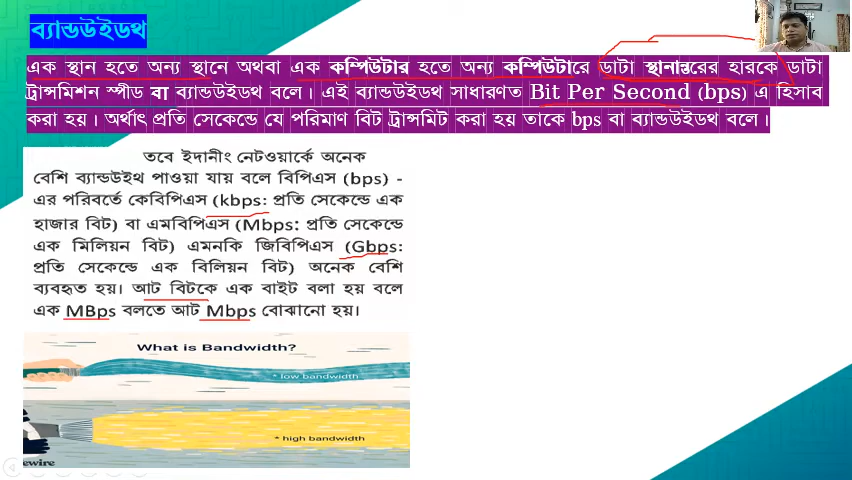 ব্যান্ডউইডথ
এক স্থান হতে অন্য স্থানে অথবা এক কম্পিউটার হতে অন্য কম্পিউটারে ডাটা স্থানান্তরের হারকে ডাটা
ট্রান্সমিশন স্পীড বা ব্যান্ডউইডথ বলে। এই ব্যান্ডউইডথ সাধারণত Bit Per Second (bps) এ হিসাব
করা হয়। অর্থাৎ প্রতি সেকেন্ডে যে পরিমাণ বিট ট্রান্সমিট করা হয় তাকে bps বা ব্যান্ডউইডথ বলে।
তবে ইদানীং নেটওয়ার্কে অনেক
বেশি ব্যান্ডউইথ পাওয়া যায় বলে বিপিএস (bps) -
এর পরিবর্তে কেবিপিএস (kbps: প্রতি সেকেন্ডে এক
হাজার বিট) বা এমবিপিএস (Mbps: প্রতি সেকেন্ডে
এক মিলিয়ন বিট) এমনকি জিবিপিএস (Gbps:
প্রতি সেকেন্ডে এক বিলিয়ন বিট) অনেক বেশি
ব্যবহৃত হয়। আট বিটকে এক বাইট বলা হয় বলে
এক MBps বলতে আট Mbps বোঝানো হয়।
What is Bandwidth?
* low bandwidth
* high bandwidth
ewire